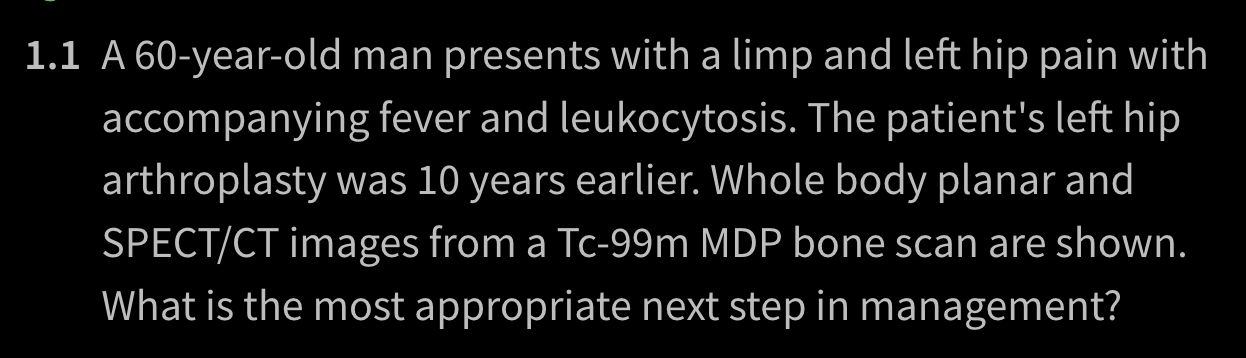 1.1 A 60-year-old man presents with a limp and left hip pain with
accompanying fever and leukocytosis. The patient's left hip
arthroplasty was 10 years earlier. Whole body planar and
SPECT/CT images from a Tc-99m MDP bone scan are shown.
What is the most appropriate next step in management?